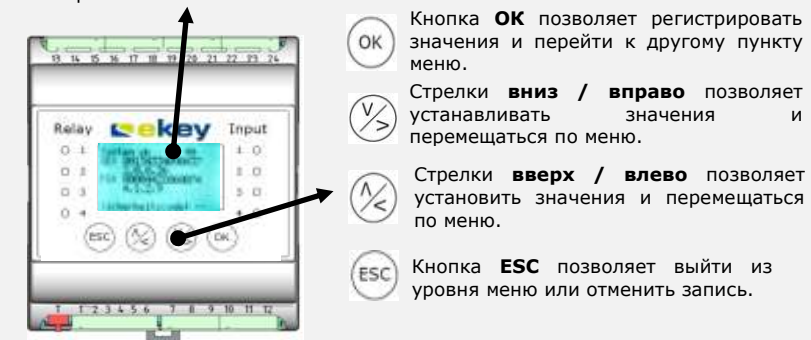 Кнопка ОК позволяет регистрировать
значения и перейти к другому пункту
меню.
Стрелки вниз / вправо позволяет
устанавливать значения и
перемещаться по меню.
Стрелки вверх / влево позволяет
установить значения и перемещаться
по меню.
Кнопка ESC позволяет выйти из
уровня меню или отменить запись.
OK
ESC
13 14 15 16 17 18 19 20 21 22 23 24
Relay ekey Input
1 1
2 2
3 3
4 4
ESC OK
1 2 3 4 5 6 7 8 9 10 11 12